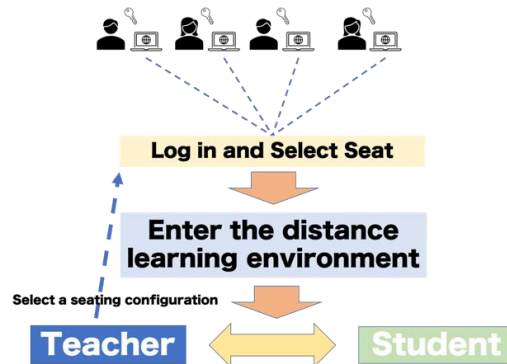 Log in and Select Seat
Enter the distance
learning environment
Select a seating configuration
Teacher
Student